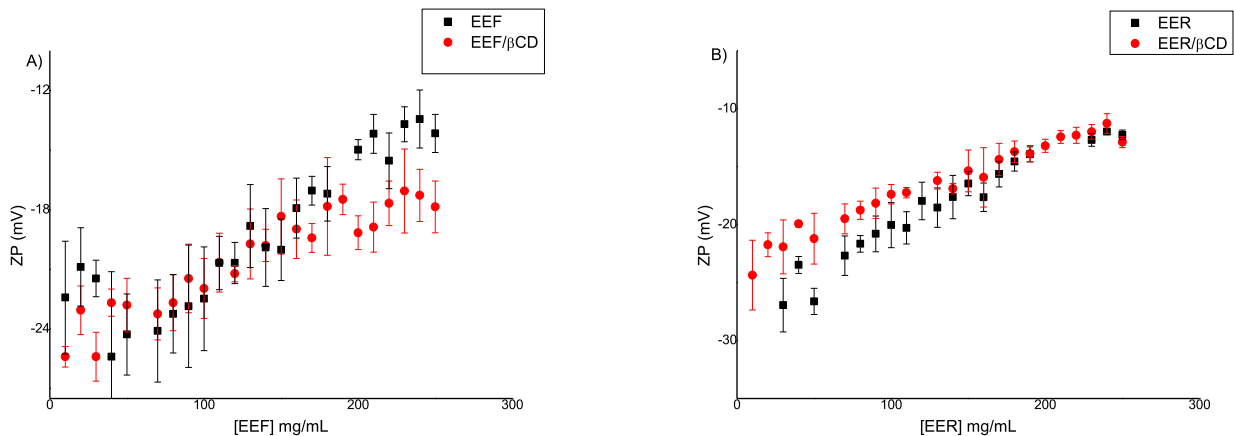 A)
EEF
EEF/βCD
-12
-18
-24
ZP (mV)
0
100
200
300
[EEF] mg/mL
B)
EER
EER/βCD
-10
-20
-30
ZP (mV)
0
100
200
300
[EER] mg/mL